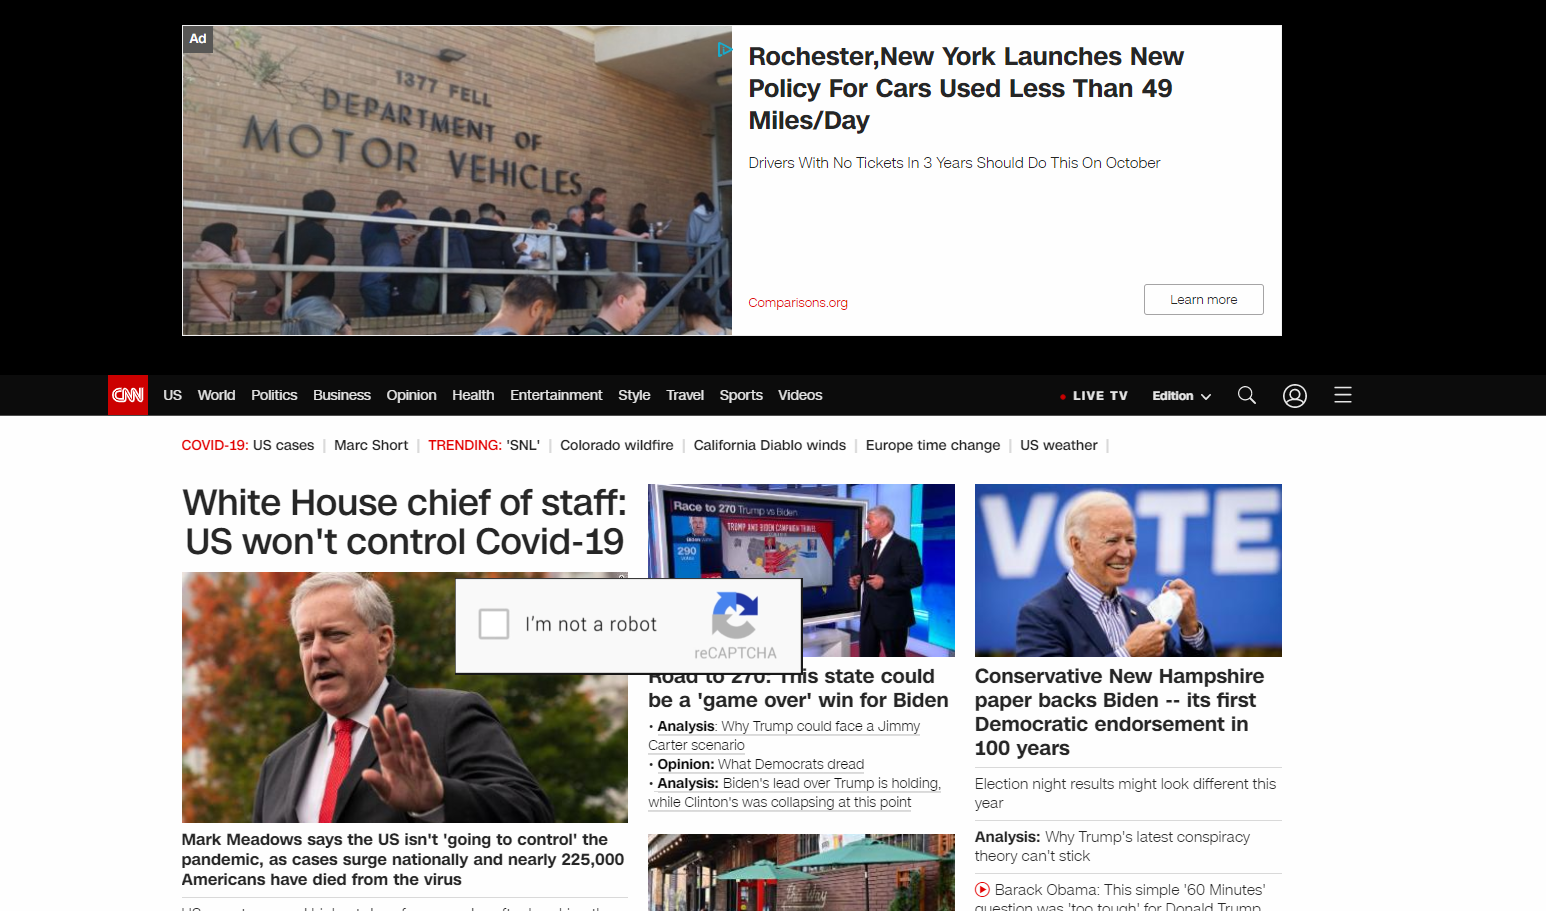 Ad
1377 FELL
DEPARTMENT OF
MOTOR VEHICLES
Rochester,New York Launches New
Policy For Cars Used Less Than 49
Miles/Day
Drivers With No Tickets In 3 Years Should Do This On October
Comparisons.org
Learn more
CNN US World Politics Business Opinion Health Entertainment Style Travel Sports Videos LIVE TV Edition
COVID-19: US cases | Marc Short | TRENDING: 'SNL' | Colorado wildfire | California Diablo winds | Europe time change | US weather |
White House chief of staff:
US won't control Covid-19
I'm not a robot
reCAPTCHA
Mark Meadows says the US isn't 'going to control' the
pandemic, as cases surge nationally and nearly 225,000
Americans have died from the virus
Race to 270 Trump vs Biden
TRUMP AND BIDEN CAMPAIGN TRAVEL
Biden
290
Road to 270: This state could
be a 'game over' win for Biden
• Analysis: Why Trump could face a Jimmy
Carter scenario
• Opinion: What Democrats dread
• Analysis: Biden's lead over Trump is holding,
while Clinton's was collapsing at this point
VOTE
Conservative New Hampshire
paper backs Biden -- its first
Democratic endorsement in
100 years
Election night results might look different this
year
Analysis: Why Trump's latest conspiracy
theory can't stick
Barack Obama: This simple '60 Minutes'
question was 'too tough' for Donald Trump